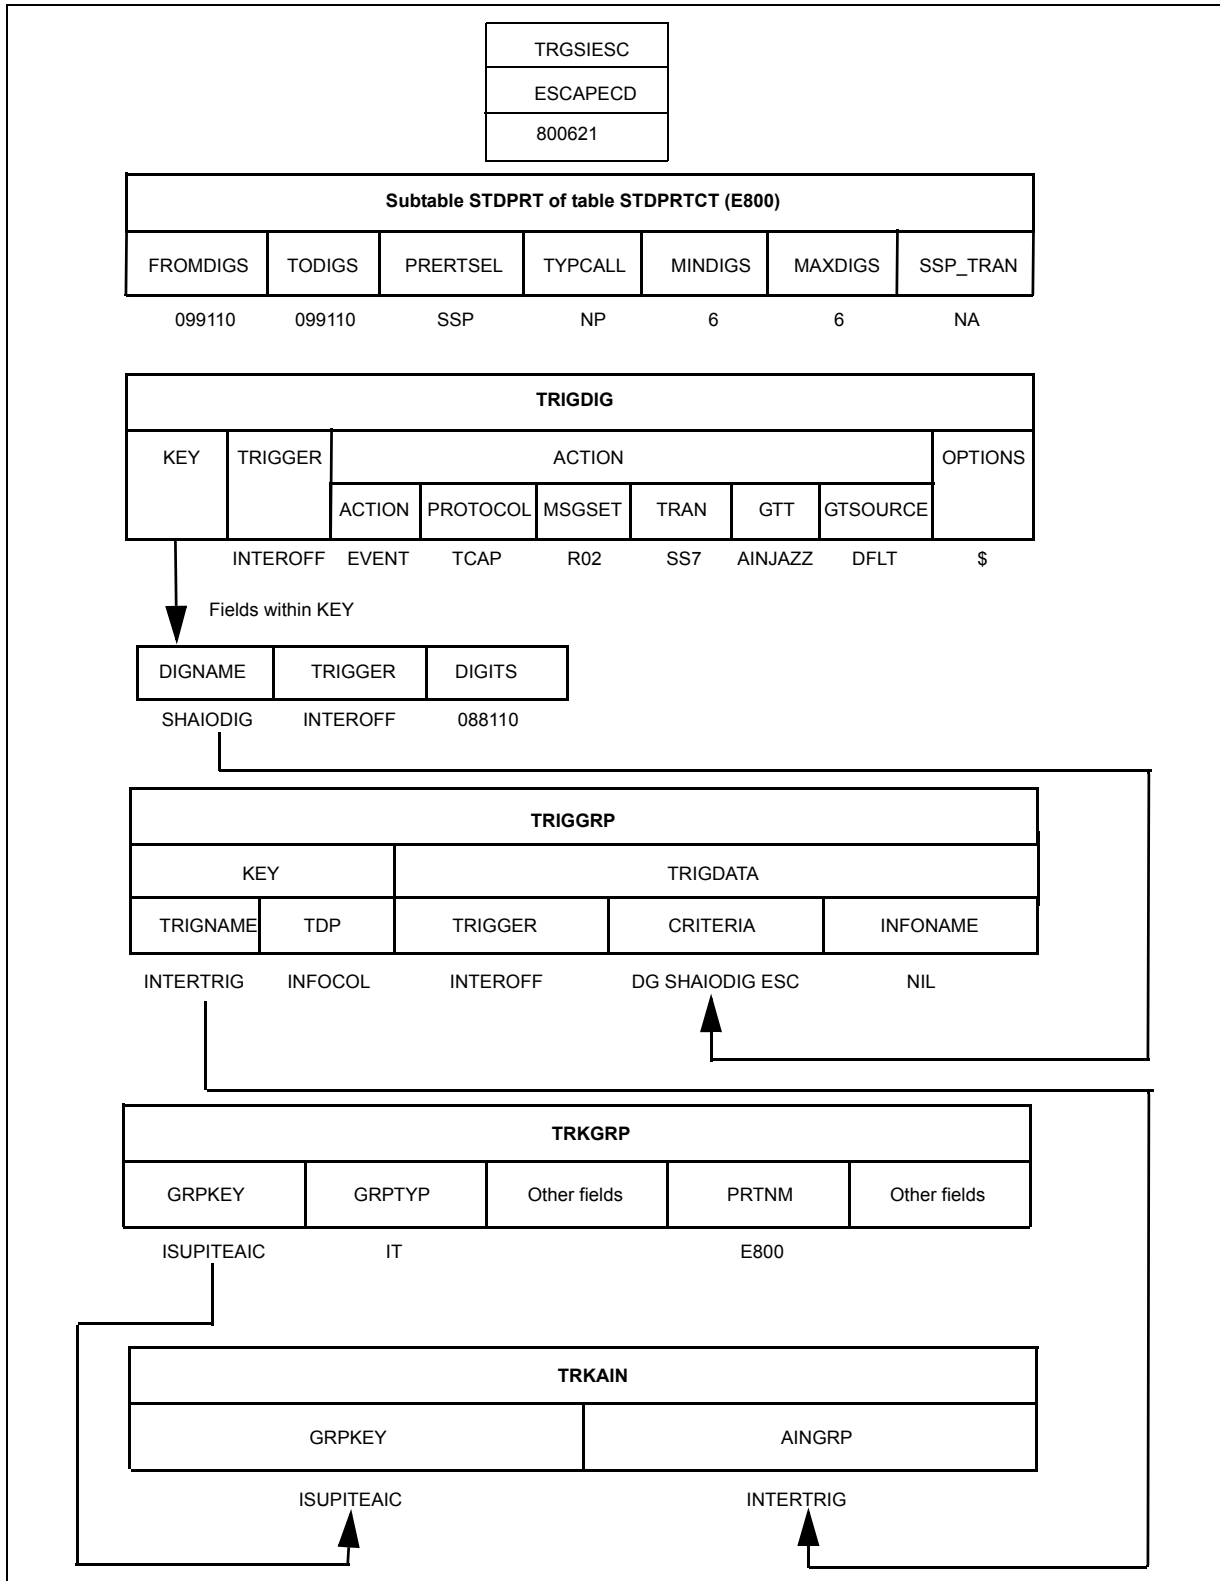 TRGSIESC
ESCAPECD
800621
Subtable STDPRT of table STDPRTCT (E800)
FROMDIGS TODIGS PRERTSEL TYPCALL MINDIGS MAXDIGS SSP_TRAN
099110 099110 SSP NP 6 6 NA
TRIGDIG
KEY TRIGGER ACTION OPTIONS
ACTION PROTOCOL MSGSET TRAN GTT GTSOURCE
INTEROFF EVENT TCAP R02 SS7 AINJAZZ DFLT $
Fields within KEY
DIGNAME TRIGGER DIGITS
SHAIODIG INTEROFF 088110
TRIGGRP
KEY TRIGDATA
TRIGNAME TDP TRIGGER CRITERIA INFONAME
INTERTRIG INFOCOL INTEROFF DG SHAIODIG ESC NIL
TRKGRP
GRPKEY GRPTYP Other fields PRTNM Other fields
ISUPITEAIC IT E800
TRKAIN
GRPKEY AINGRP
ISUPITEAIC INTERTRIG